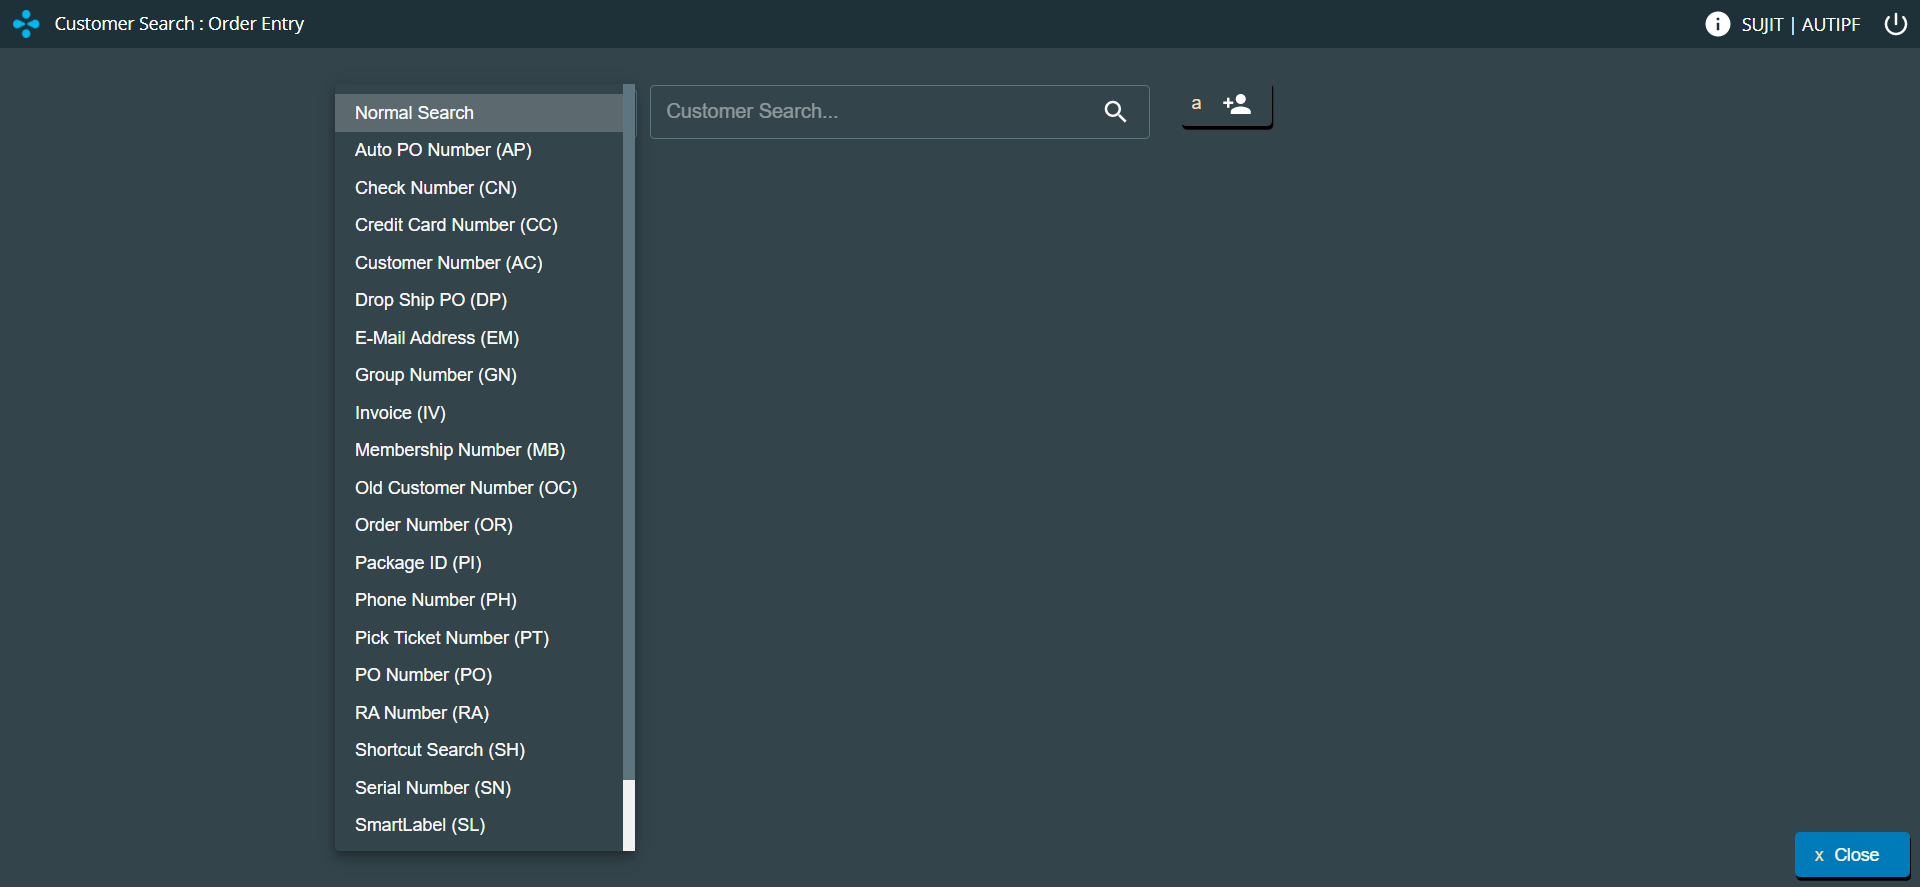 Customer Search : Order Entry
SUJIT | AUTIPF
Normal Search
Customer Search...
a
Auto PO Number (AP)
Check Number (CN)
Credit Card Number (CC)
Customer Number (AC)
Drop Ship PO (DP)
E-Mail Address (EM)
Group Number (GN)
Invoice (IV)
Membership Number (MB)
Old Customer Number (OC)
Order Number (OR)
Package ID (PI)
Phone Number (PH)
Pick Ticket Number (PT)
PO Number (PO)
RA Number (RA)
Shortcut Search (SH)
Serial Number (SN)
SmartLabel (SL)
x Close